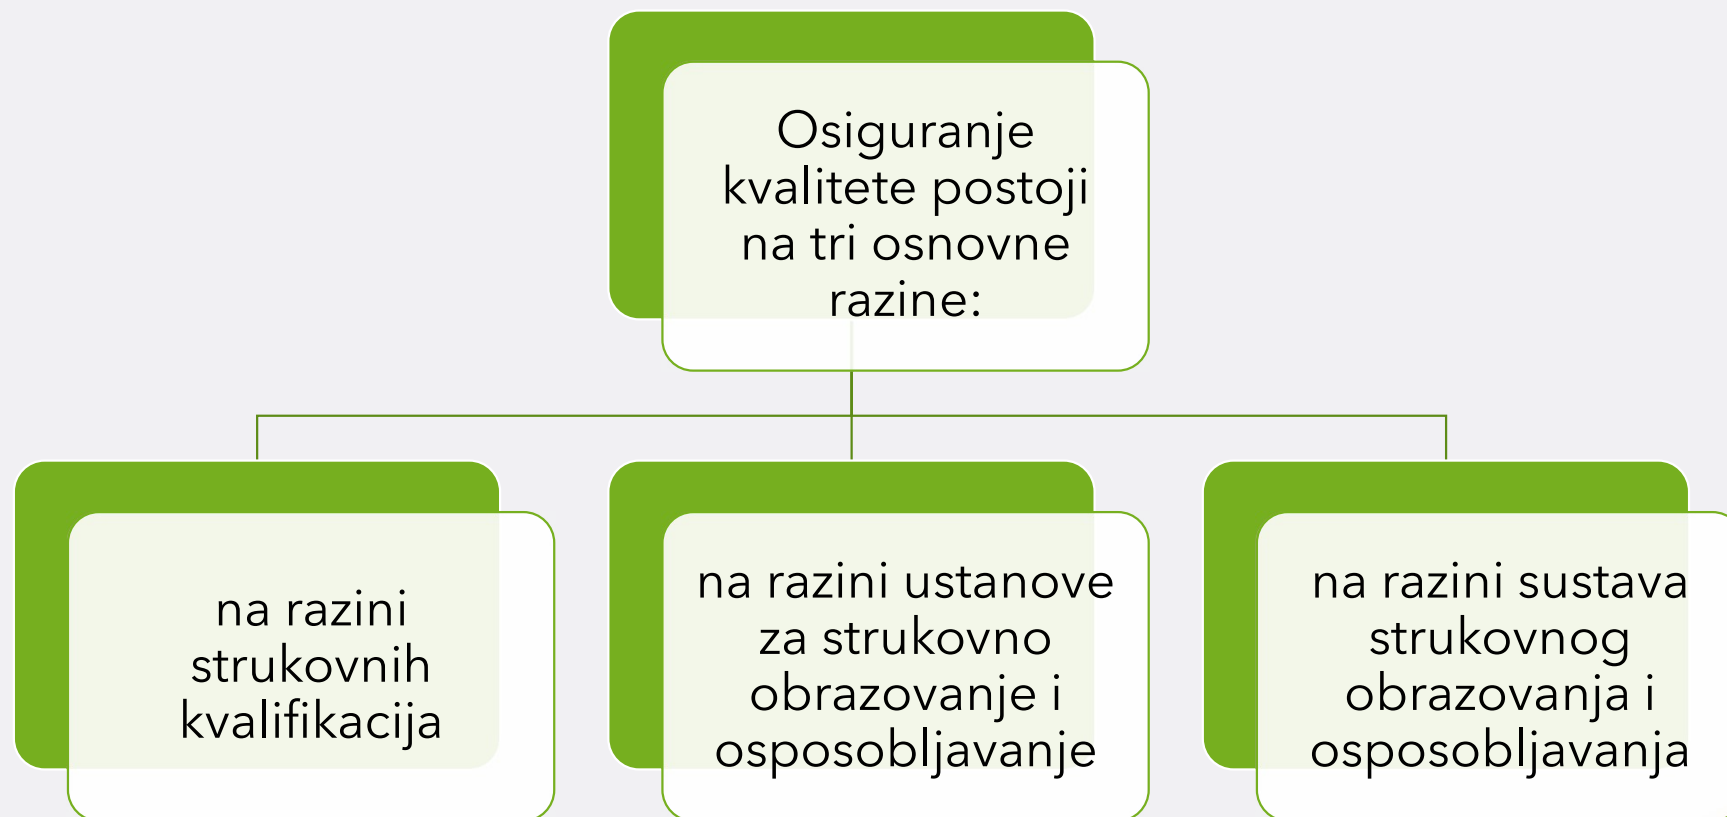 Osiguranje
kvalitete postoji
na tri osnovne
razine:
na razini
strukovnih
kvalifikacija
na razini ustanove
za strukovno
obrazovanje i
osposobljavanje
na razini sustava
strukovnog
obrazovanja i
osposobljavanja